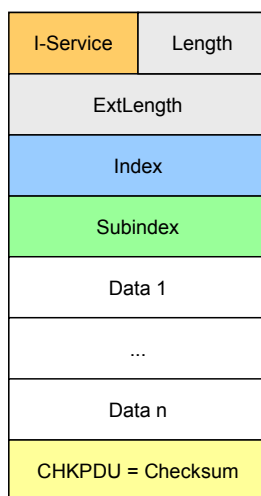 I-Service Length
ExtLength
Index
Subindex
Data 1
...
Data n
CHKPDU = Checksum